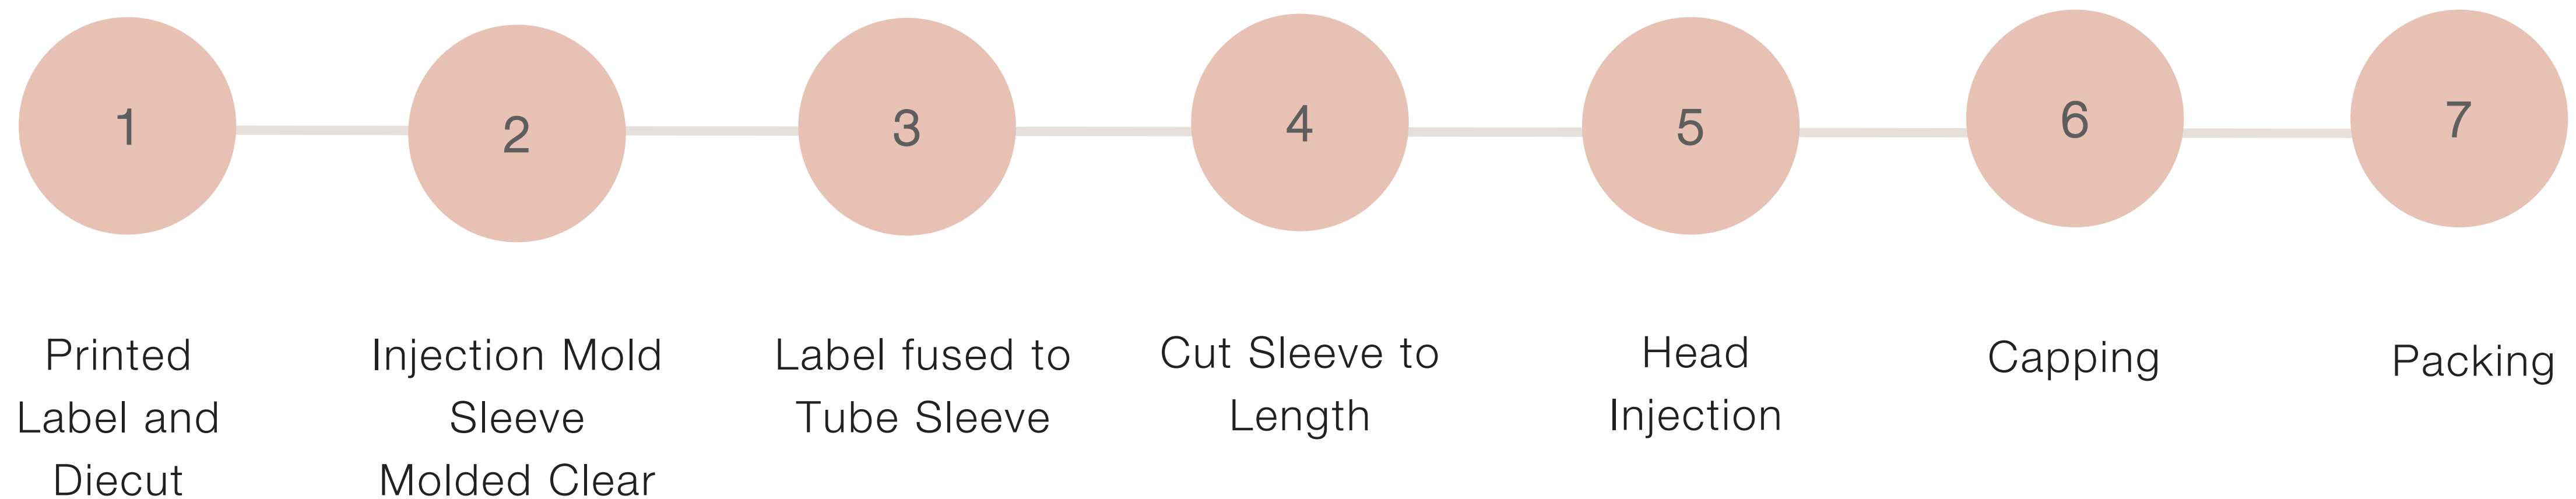 1
2
3
4
5
6
7
Printed
Label and
Diecut
Injection Mold
Sleeve
Molded Clear
Label fused to
Tube Sleeve
Cut Sleeve to
Length
Head
Injection
Capping
Packing